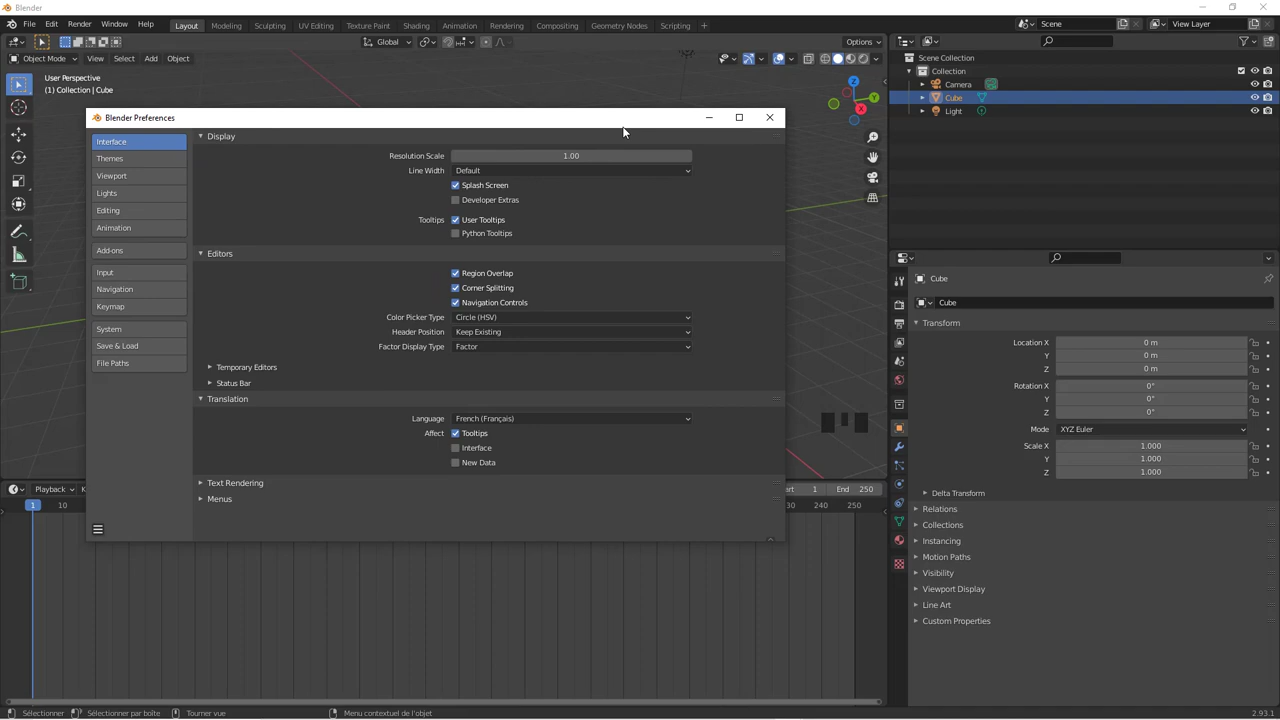 Blender
File Edit Render Window Help Layout Modeling Sculpting UV Editing Texture Paint Shading Animation Rendering Compositing Geometry Nodes Scripting + Scene View Layer
Global Options
Object Mode View Select Add Object
User Perspective
(1) Collection | Cube
Z
Y
X
Scene Collection
Collection
Camera
Cube
Light
Blender Preferences
Interface
Themes
Viewport
Lights
Editing
Animation
Add-ons
Input
Navigation
Keymap
System
Save & Load
File Paths
Display
Resolution Scale 1.00
Line Width Default
Splash Screen
Developer Extras
Tooltips User Tooltips
Python Tooltips
Editors
Region Overlap
Corner Splitting
Navigation Controls
Color Picker Type Circle (HSV)
Header Position Keep Existing
Factor Display Type Factor
Temporary Editors
Status Bar
Translation
Language French (Français)
Affect Tooltips
Interface
New Data
Text Rendering
Menus
Cube
Cube
Transform
Location X 0 m
Y 0 m
Z 0 m
Rotation X 0°
Y 0°
Z 0°
Mode XYZ Euler
Scale X 1.000
Y 1.000
Z 1.000
Delta Transform
Relations
Collections
Instancing
Motion Paths
Visibility
Viewport Display
Line Art
Custom Properties
Playback K art 1 End 250
1 10 30 240 250
Sélectionner Sélectionner par boîte Tourner vue Menu contextuel de l'objet 2.93.1